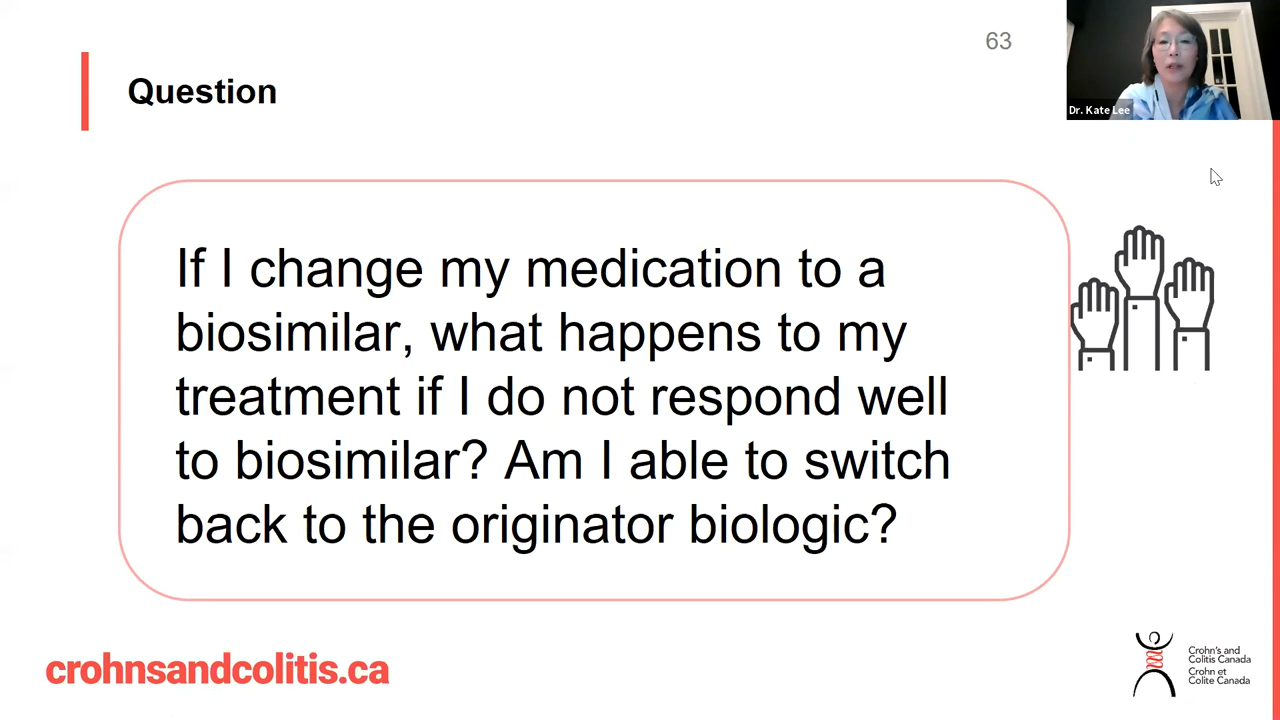 63
Dr. Kate Lee
Question
If I change my medication to a
biosimilar, what happens to my
treatment if I do not respond well
to biosimilar? Am I able to switch
back to the originator biologic?
crohnsandcolitis.ca
Crohn's and
Colitis Canada
Crohn et
Colite Canada